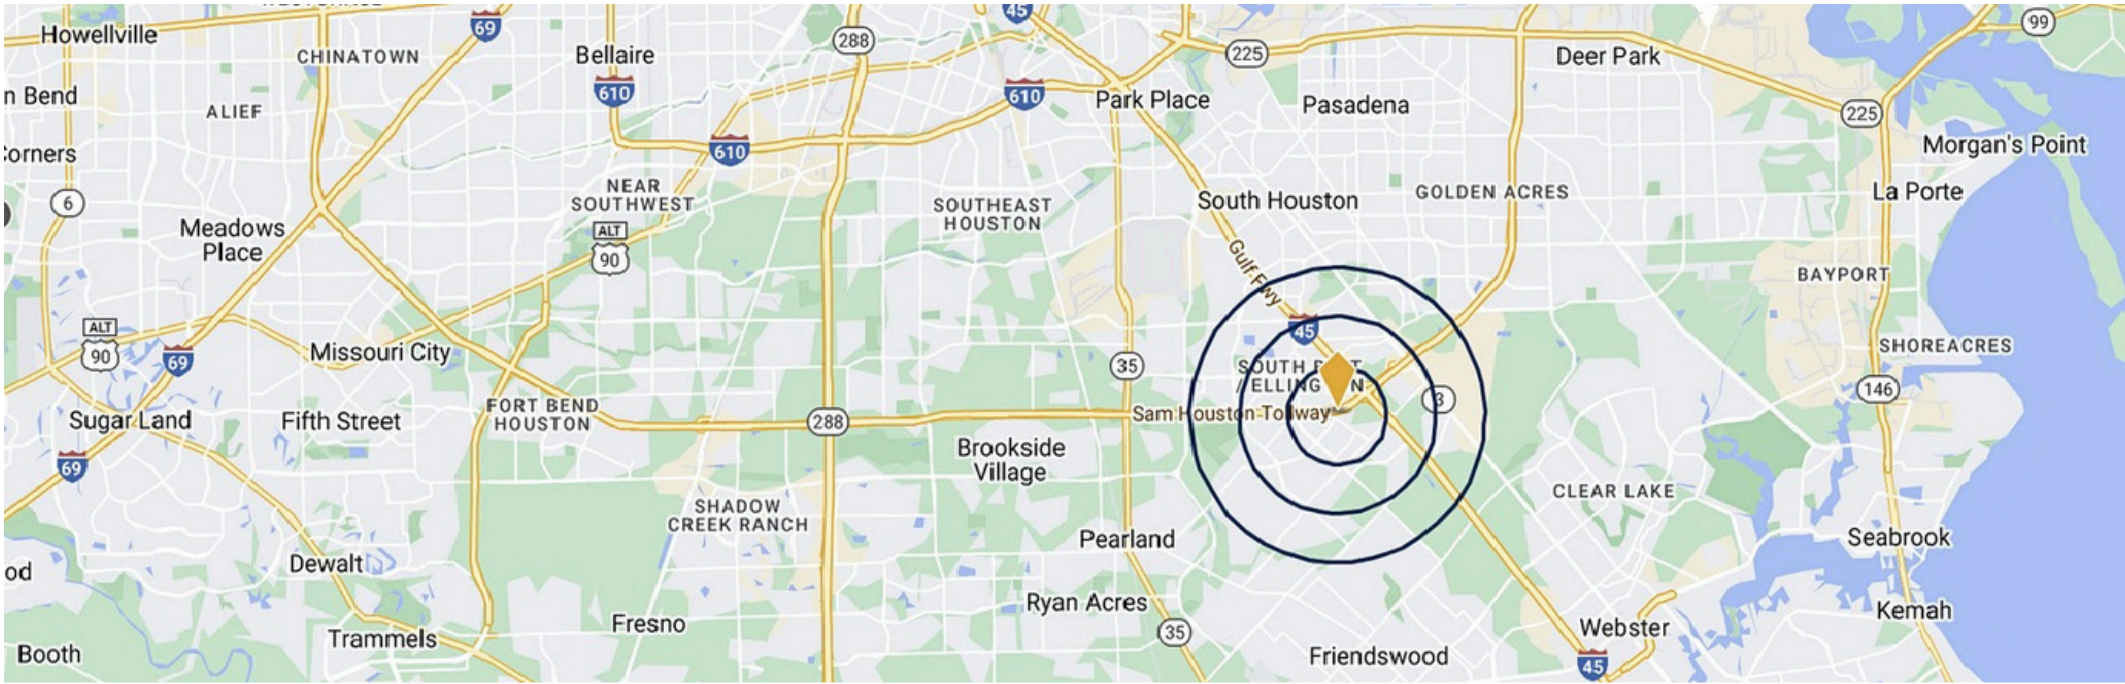 Howellville
69
288
45
225
99
CHINATOWN
Bellaire
Deer Park
n Bend
610
610
Park Place
Pasadena
225
ALIEF
Morgan's Point
610
Corners
NEAR
SOUTHWEST
SOUTHEAST
HOUSTON
South Houston
GOLDEN ACRES
La Porte
6
Meadows
Place
ALT
90
Gulf Fwy
BAYPORT
ALT
90
69
Missouri City
45
35
SHOREACRES
146
3
Sugar Land
Fifth Street
FORT BEND
HOUSTON
288
Sam Houston Tollway
Brookside
Village
69
SHADOW
CREEK RANCH
CLEAR LAKE
Pearland
Seabrook
od
Dewalt
Ryan Acres
Kemah
Trammels
Fresno
35
Webster
Booth
Friendswood
45